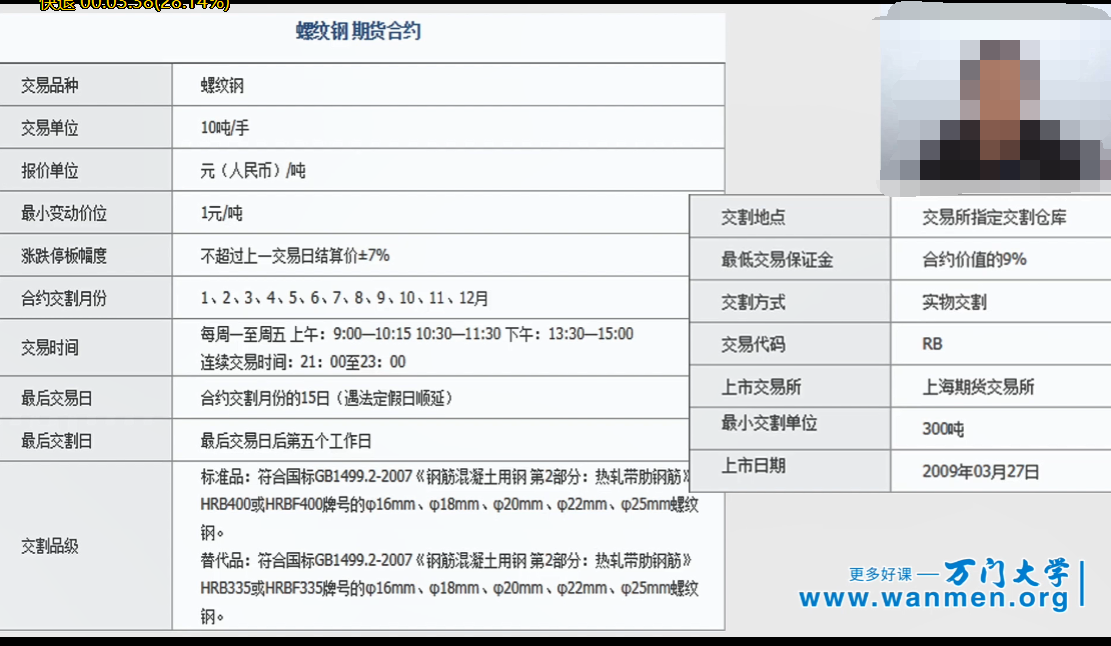 快退 00:05:38(28.14%)
螺纹钢期货合约
交易品种 螺纹钢
交易单位 10吨/手
报价单位 元（人民币）/吨
最小变动价位 1元/吨
涨跌停板幅度 不超过上一交易日结算价±7%
合约交割月份 1、2、3、4、5、6、7、8、9、10、11、12月
交易时间 每周一至周五 上午：9:00—10:15 10:30—11:30 下午：13:30—15:00
连续交易时间：21：00至23：00
最后交易日 合约交割月份的15日（遇法定假日顺延）
最后交割日 最后交易日后第五个工作日
交割品级
标准品：符合国标GB1499.2-2007《钢筋混凝土用钢 第2部分：热轧带肋钢筋》
HRB400或HRBF400牌号的φ16mm、φ18mm、φ20mm、φ22mm、φ25mm螺纹
钢。
替代品：符合国标GB1499.2-2007《钢筋混凝土用钢 第2部分：热轧带肋钢筋》
HRB335或HRBF335牌号的φ16mm、φ18mm、φ20mm、φ22mm、φ25mm螺纹
钢。
交割地点 交易所指定交割仓库
最低交易保证金 合约价值的9%
交割方式 实物交割
交易代码 RB
上市交易所 上海期货交易所
最小交割单位 300吨
上市日期 2009年03月27日
更多好课 — 万门大学
www.wanmen.org